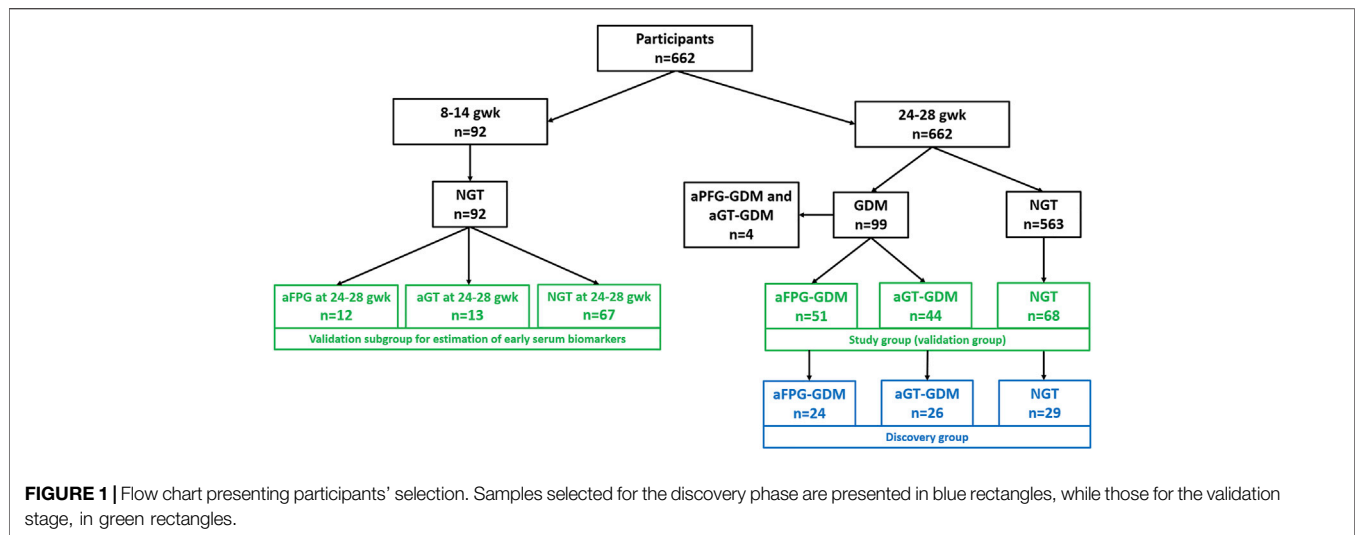 Participants
n=662
8-14 gwk
n=92
24-28 gwk
n=662
NGT
n=92
aPFG-GDM and
aGT-GDM
n=4
GDM
n=99
NGT
n=563
aFPG at 24-28 gwk
n=12
aGT at 24-28 gwk
n=13
NGT at 24-28 gwk
n=67
Validation subgroup for estimation of early serum biomarkers
aFPG-GDM
n=51
aGT-GDM
n=44
NGT
n=68
Study group (validation group)
aFPG-GDM
n=24
aGT-GDM
n=26
NGT
n=29
Discovery group
FIGURE 1 | Flow chart presenting participants' selection. Samples selected for the discovery phase are presented in blue rectangles, while those for the validation
stage, in green rectangles.